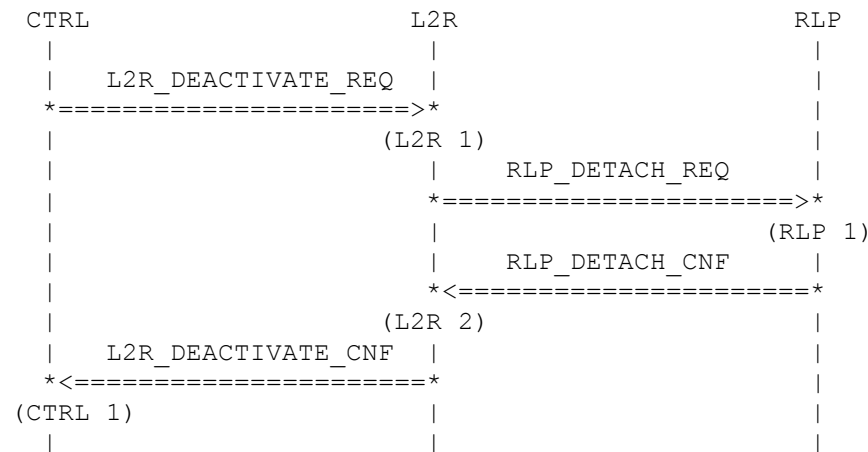 CTRL L2R RLP
L2R_DEACTIVATE_REQ
(L2R 1)
RLP_DETACH_REQ
(RLP 1)
RLP_DETACH_CNF
(L2R 2)
L2R_DEACTIVATE_CNF
(CTRL 1)